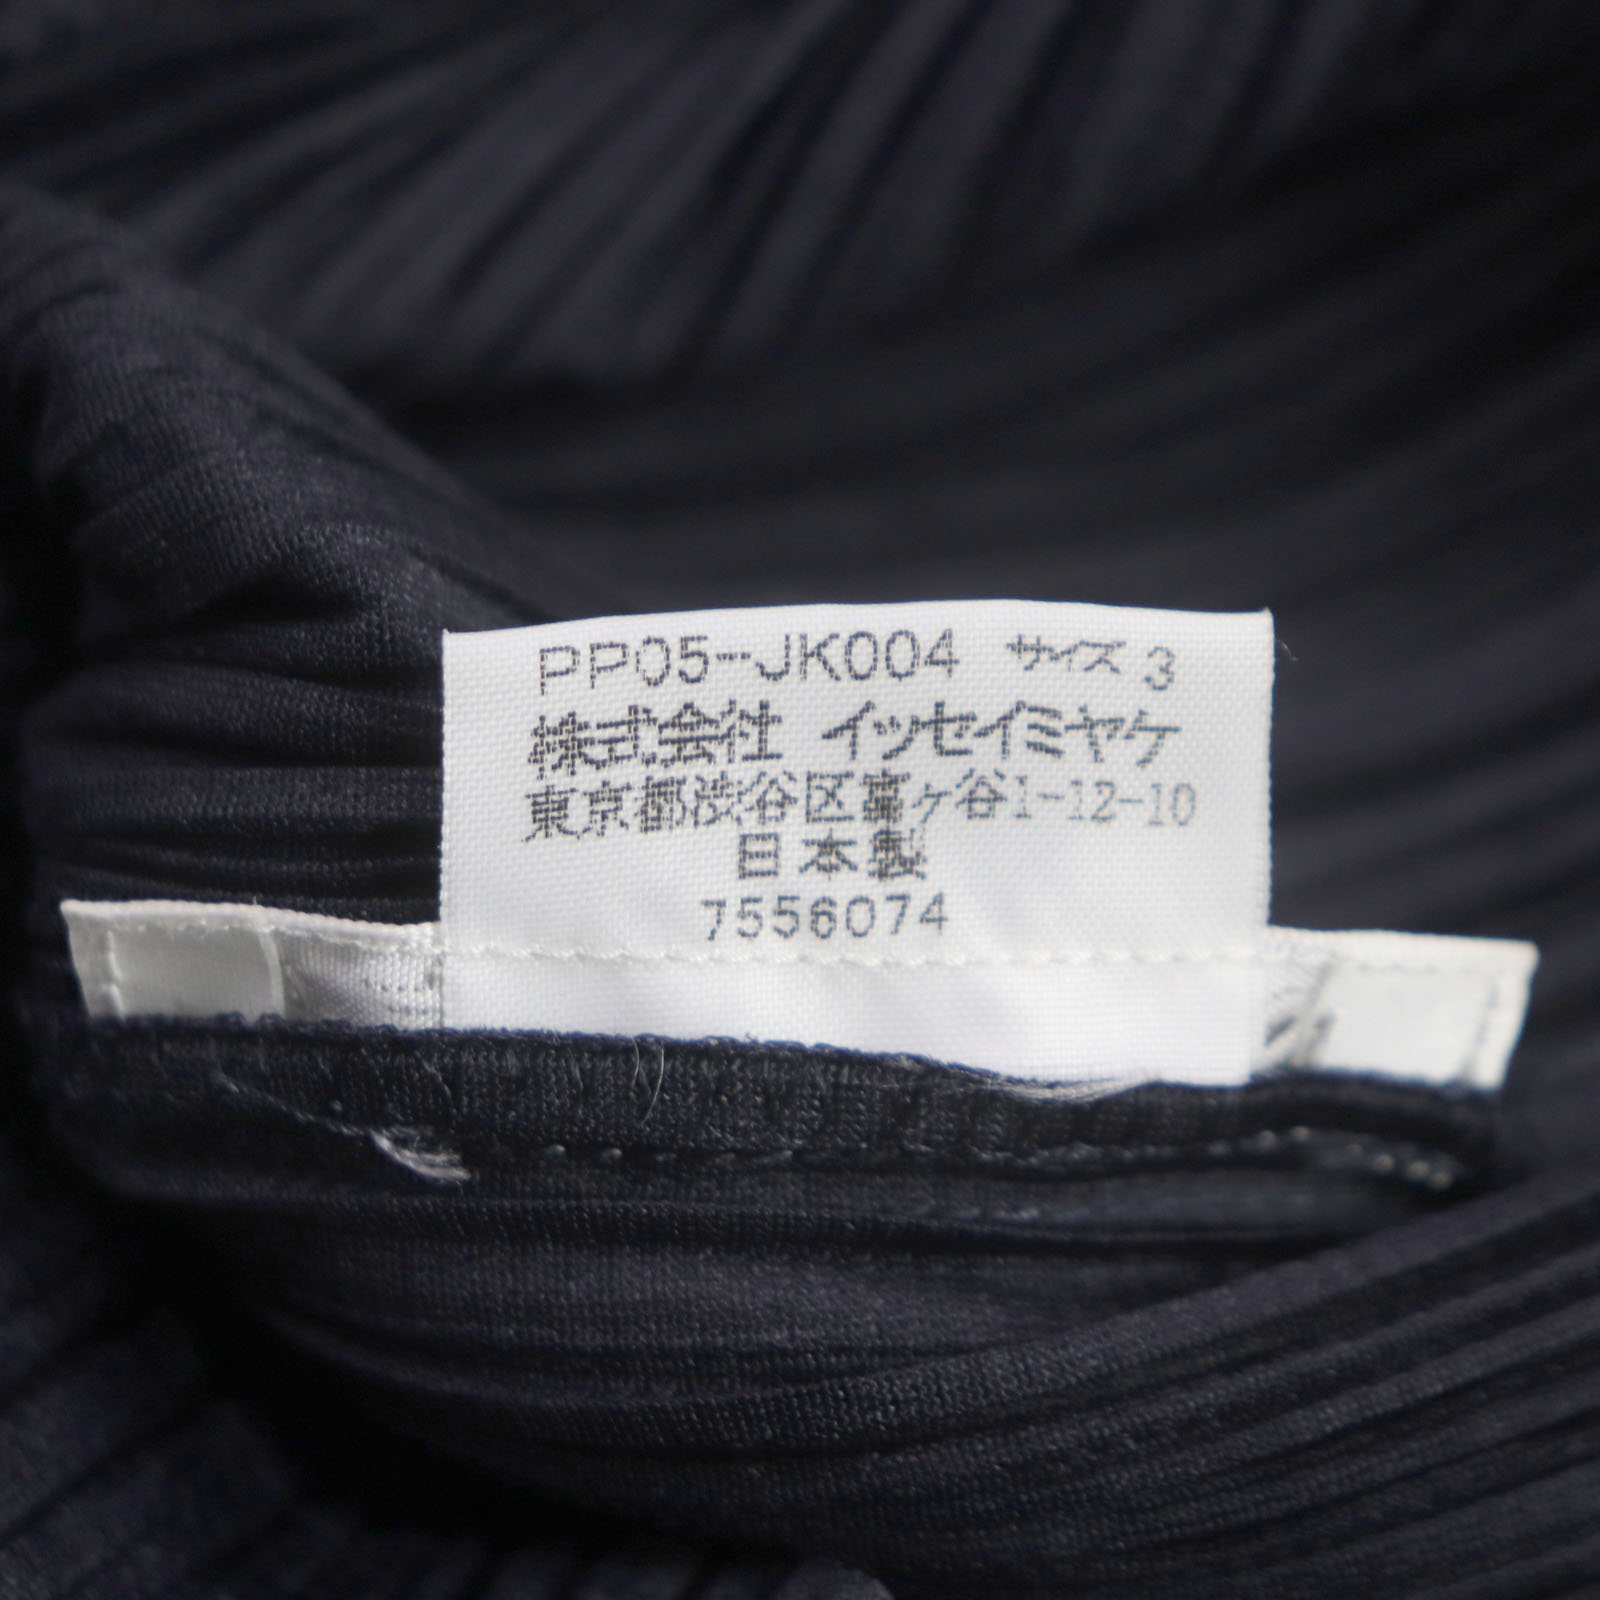 PP05-JK004 サイズ 3
株式会社 イッセイミヤケ
東京都渋谷区富ヶ谷1-12-10
日本製
7556074